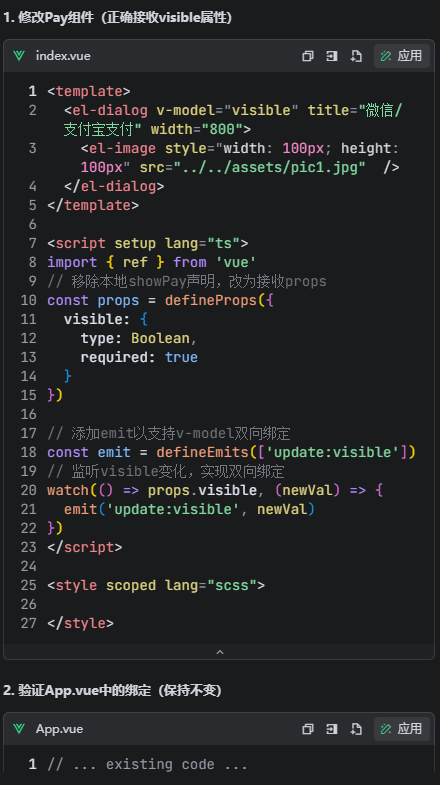 1. 修改Pay组件（正确接收visible属性）
index.vue
应用
1 <template>
2 <el-dialog v-model="visible" title="微信/
支付宝支付" width="800">
3 <el-image style="width: 100px; height:
100px" src="../../assets/pic1.jpg"  />
4 </el-dialog>
5 </template>
6
7 <script setup lang="ts">
8 import { ref } from 'vue'
9 // 移除本地showPay声明，改为接收props
10 const props = defineProps({
11 visible: {
12 type: Boolean,
13 required: true
14 }
15 })
16
17 // 添加emit以支持v-model双向绑定
18 const emit = defineEmits(['update:visible'])
19 // 监听visible变化，实现双向绑定
20 watch(() => props.visible, (newVal) => {
21 emit('update:visible', newVal)
22 })
23 </script>
24
25 <style scoped lang="scss">
26
27 </style>
2. 验证App.vue中的绑定（保持不变）
App.vue
应用
1 // ... existing code ...